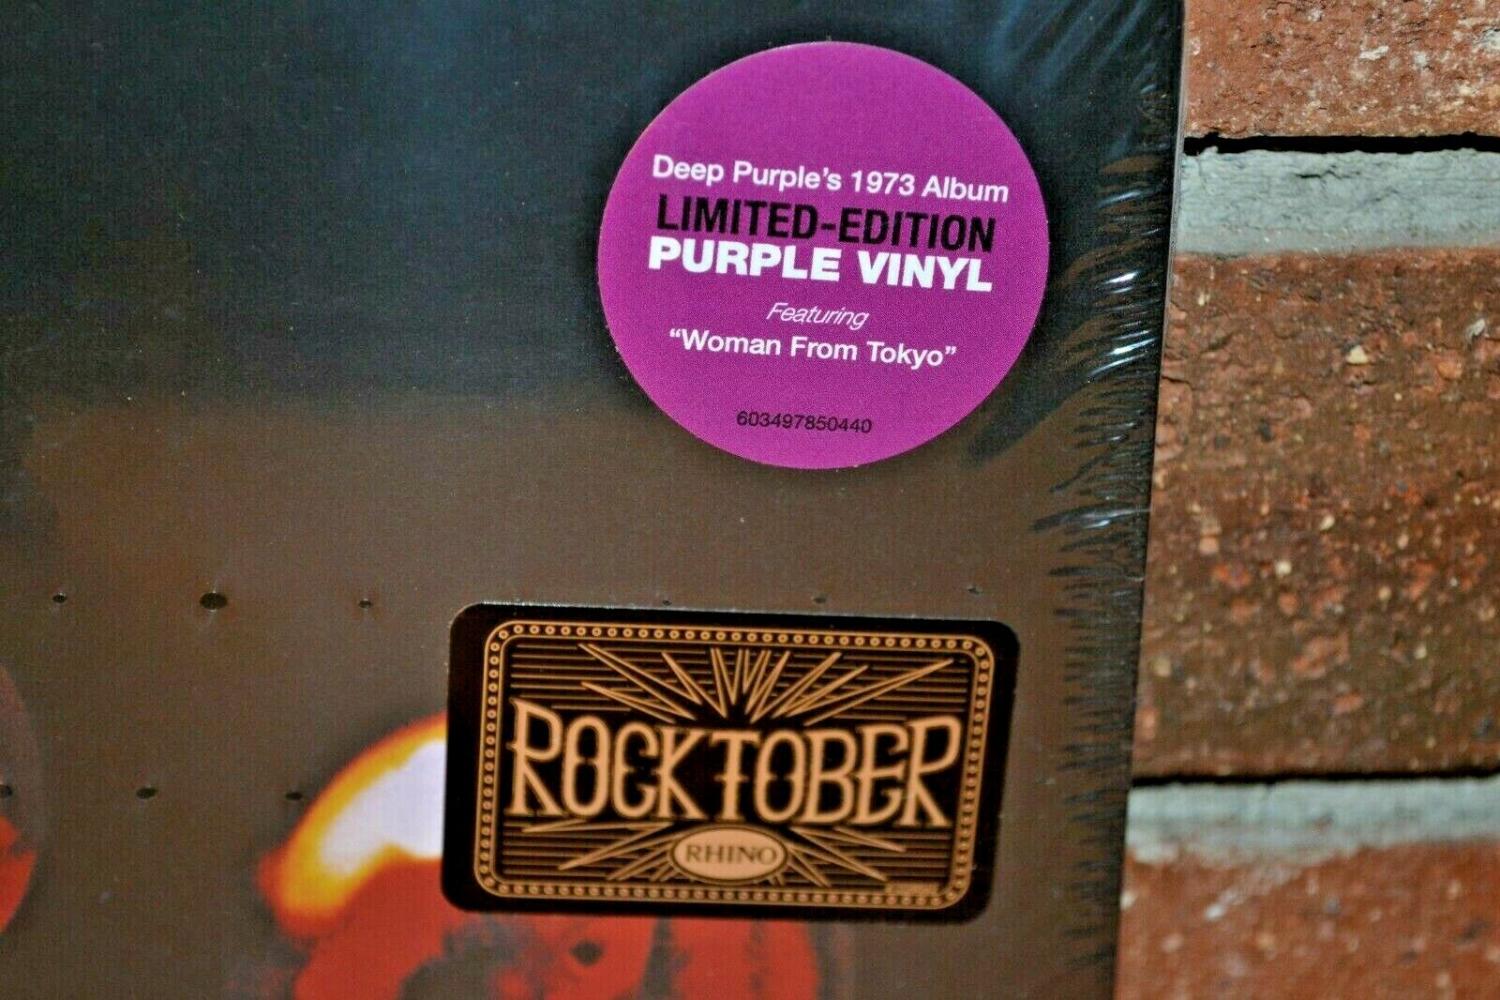 Deep Purple's 1973 Album
LIMITED-EDITION
PURPLE VINYL
Featuring
“Woman From Tokyo”
603497850440
ROCKTOBER
RHINO